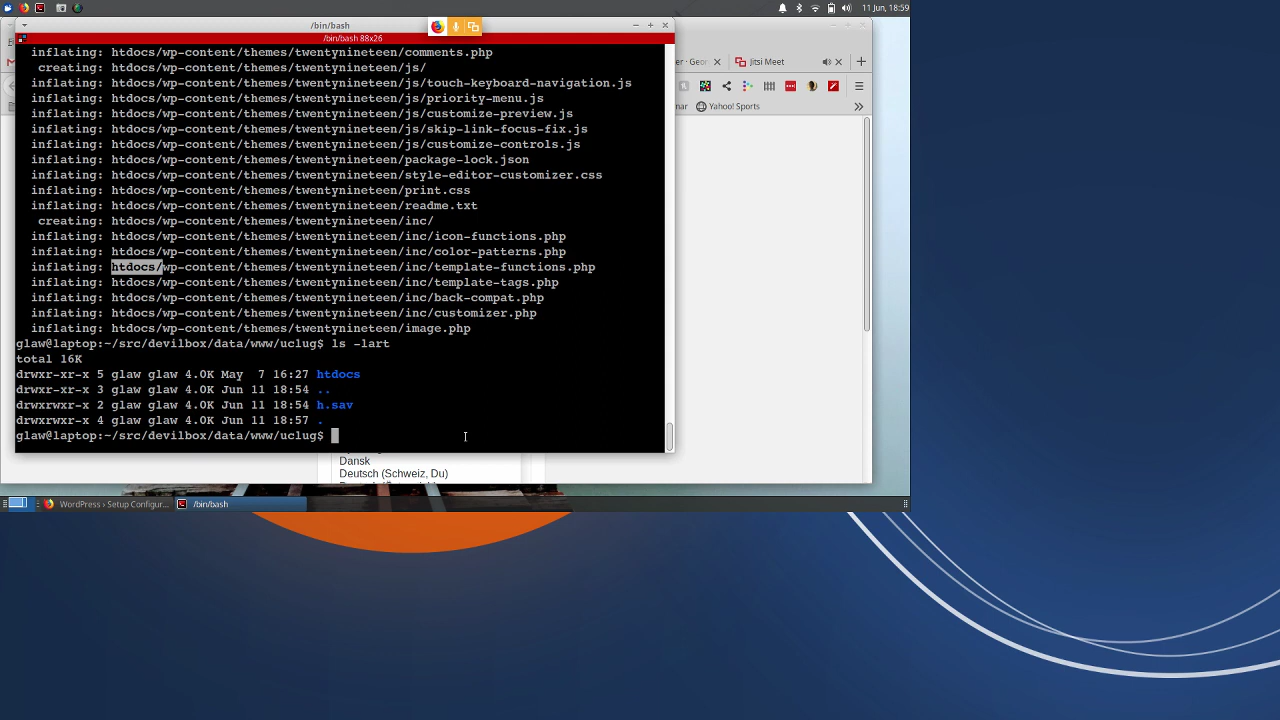 11 Jun, 18:59
/bin/bash
/bin/bash 88x26
inflating: htdocs/wp-content/themes/twentynineteen/comments.php
creating: htdocs/wp-content/themes/twentynineteen/js/
inflating: htdocs/wp-content/themes/twentynineteen/js/touch-keyboard-navigation.js
inflating: htdocs/wp-content/themes/twentynineteen/js/priority-menu.js
inflating: htdocs/wp-content/themes/twentynineteen/js/customize-preview.js
inflating: htdocs/wp-content/themes/twentynineteen/js/skip-link-focus-fix.js
inflating: htdocs/wp-content/themes/twentynineteen/js/customize-controls.js
inflating: htdocs/wp-content/themes/twentynineteen/package-lock.json
inflating: htdocs/wp-content/themes/twentynineteen/style-editor-customizer.css
inflating: htdocs/wp-content/themes/twentynineteen/print.css
inflating: htdocs/wp-content/themes/twentynineteen/readme.txt
creating: htdocs/wp-content/themes/twentynineteen/inc/
inflating: htdocs/wp-content/themes/twentynineteen/inc/icon-functions.php
inflating: htdocs/wp-content/themes/twentynineteen/inc/color-patterns.php
inflating: htdocs/wp-content/themes/twentynineteen/inc/template-functions.php
inflating: htdocs/wp-content/themes/twentynineteen/inc/template-tags.php
inflating: htdocs/wp-content/themes/twentynineteen/inc/back-compat.php
inflating: htdocs/wp-content/themes/twentynineteen/inc/customizer.php
inflating: htdocs/wp-content/themes/twentynineteen/image.php
glaw@laptop:~/src/devilbox/data/www/uclug$ ls -lart
total 16K
drwxr-xr-x 5 glaw glaw 4.0K May  7 16:27 htdocs
drwxr-xr-x 3 glaw glaw 4.0K Jun 11 18:54 ..
drwxrwxr-x 2 glaw glaw 4.0K Jun 11 18:54 h.sav
drwxrwxr-x 4 glaw glaw 4.0K Jun 11 18:57 .
glaw@laptop:~/src/devilbox/data/www/uclug$
Jitsi Meet
Yahoo! Sports
Dansk
Deutsch (Schweiz, Du)
WordPress › Setup Configur...
/bin/bash